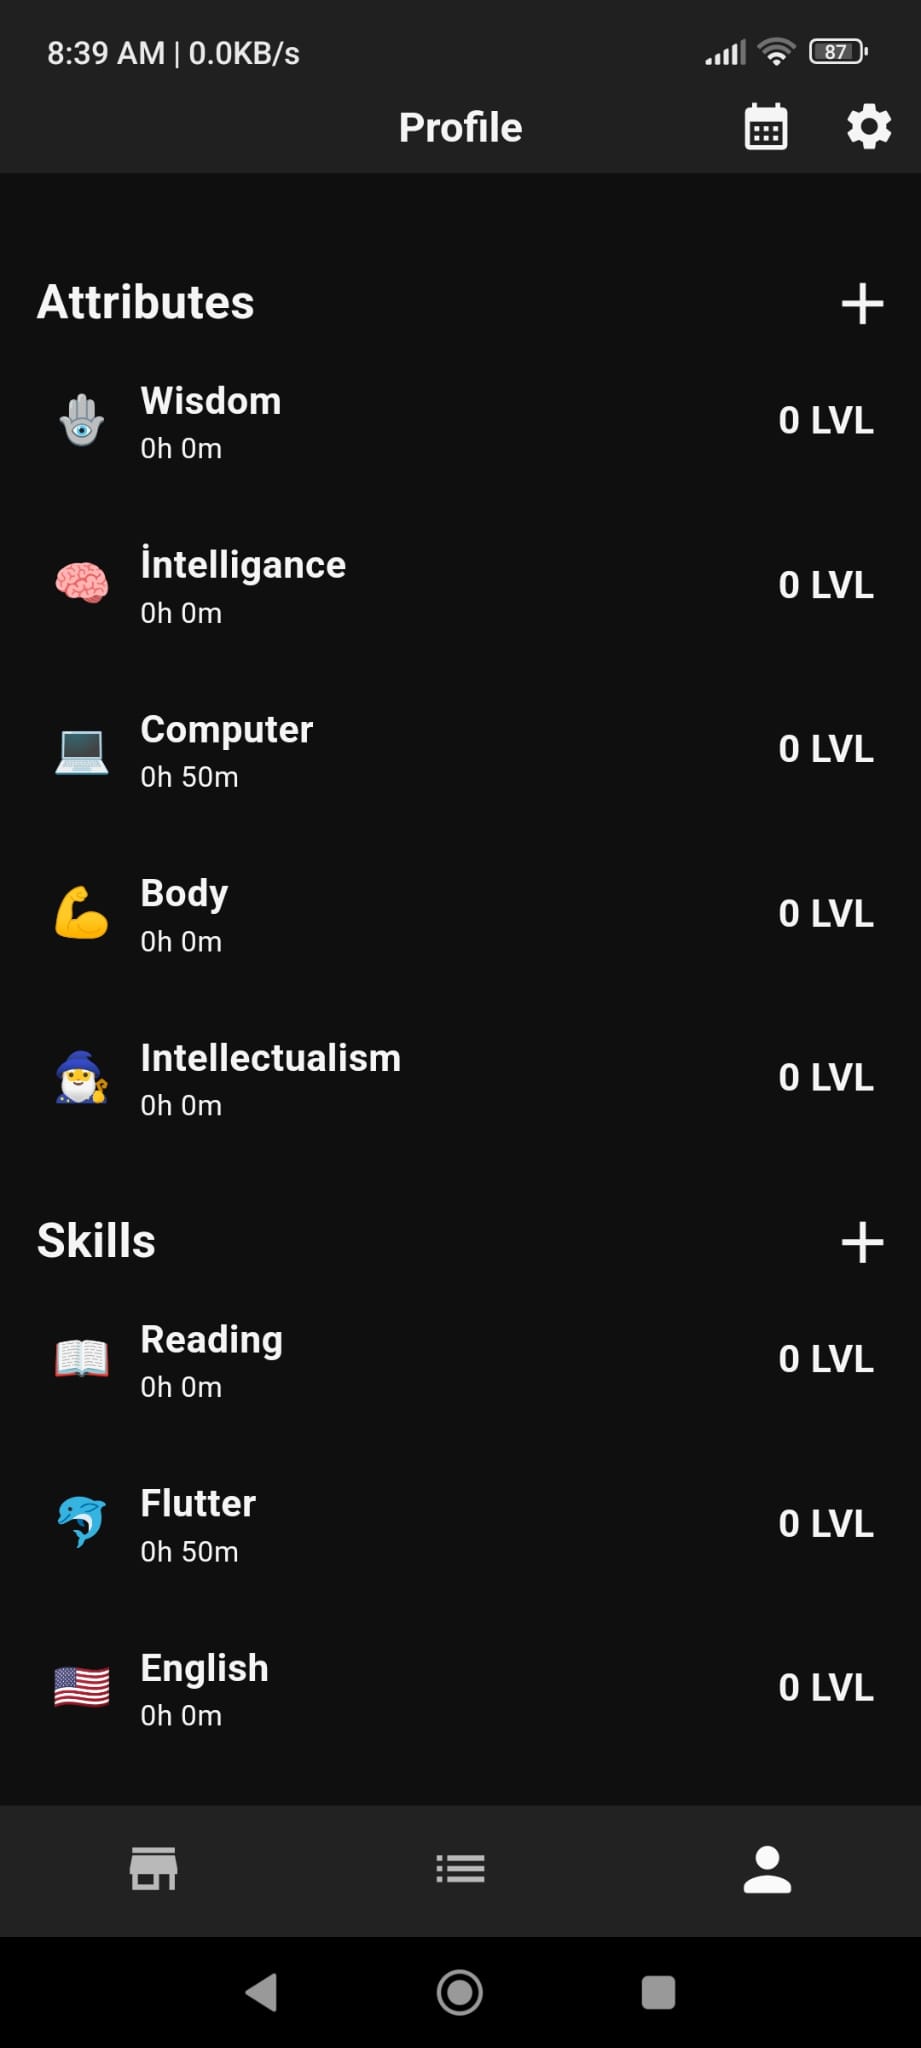 8:39 AM | 0.0KB/s
87
Profile
Attributes
Wisdom
0h 0m
0 LVL
İntelligance
0h 0m
0 LVL
Computer
0h 50m
0 LVL
Body
0h 0m
0 LVL
Intellectualism
0h 0m
0 LVL
Skills
Reading
0h 0m
0 LVL
Flutter
0h 50m
0 LVL
English
0h 0m
0 LVL